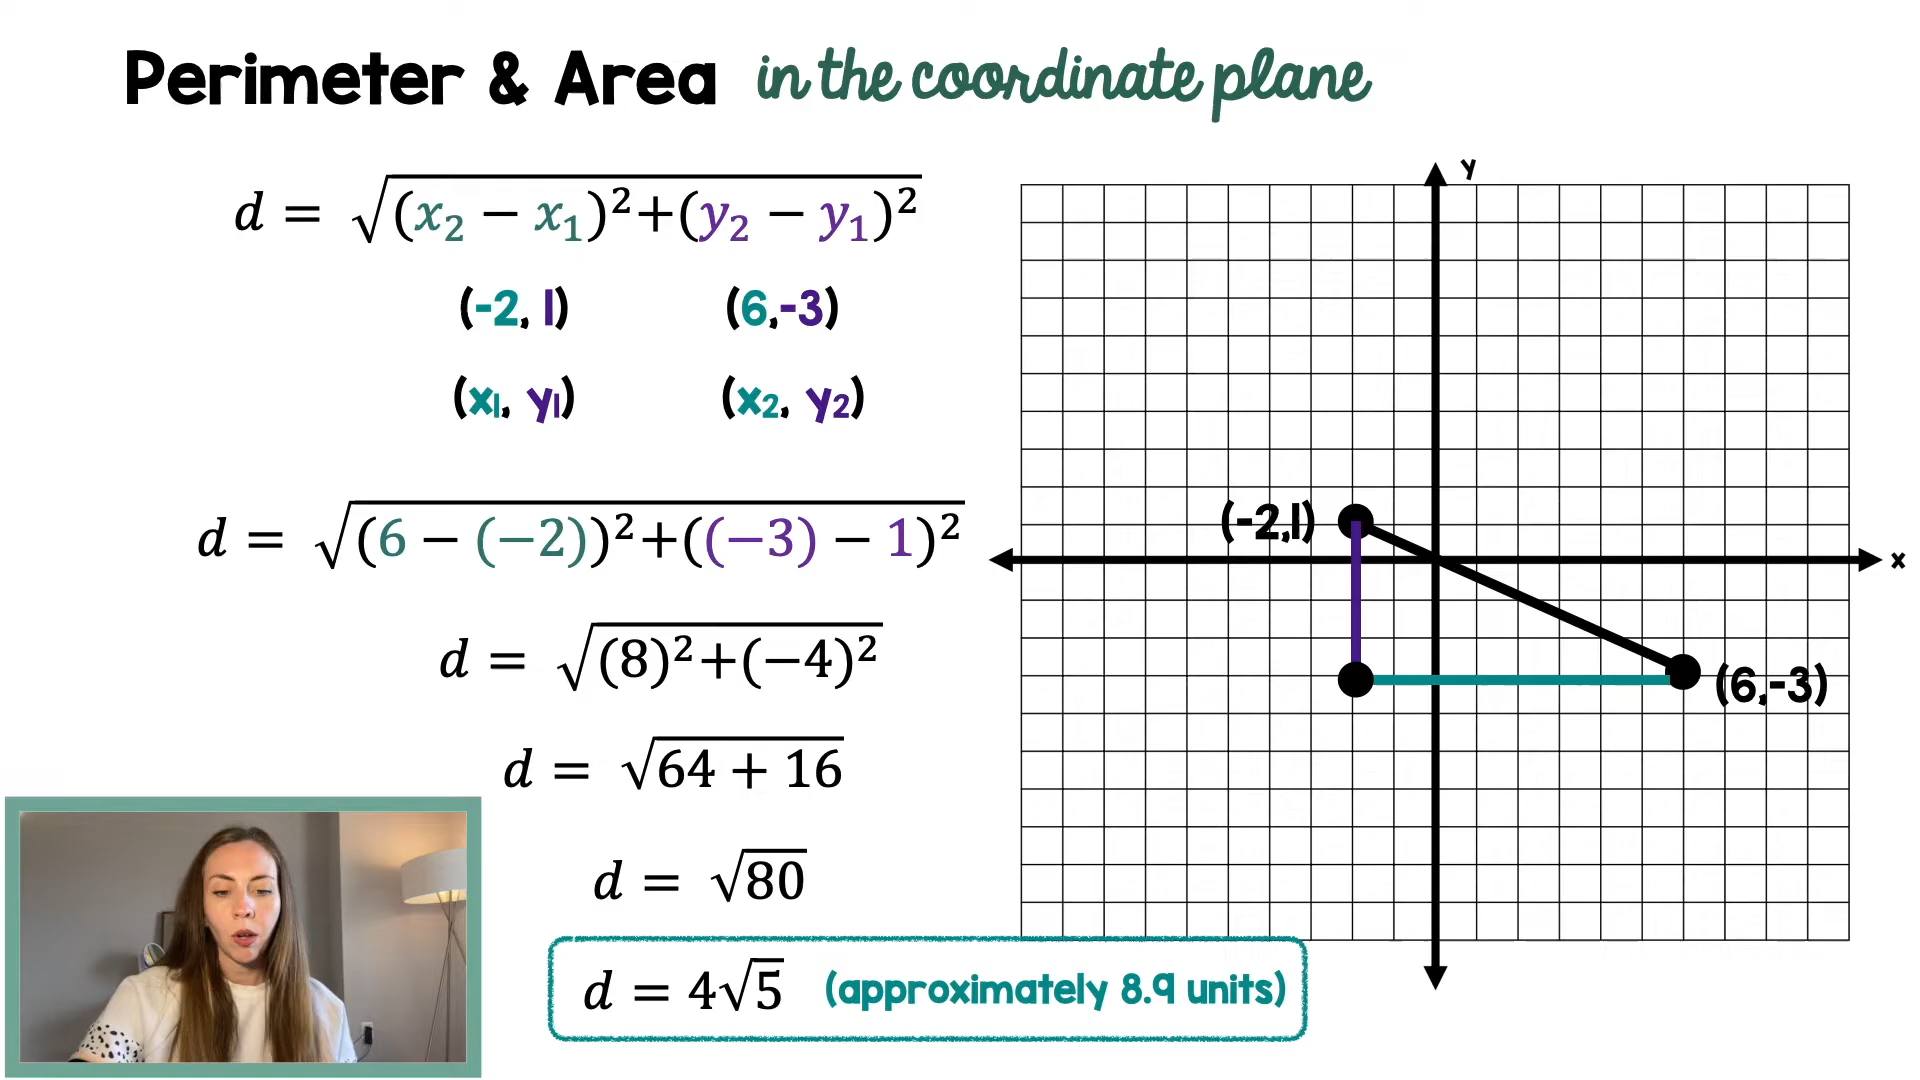 Perimeter & Area in the coordinate plane
d = √(x₂ − x₁)²+(y₂ − y₁)²
(-2, 1) (6,-3)
(x₁, y₁) (x₂, y₂)
d = √(6 − (−2))²+((−3) − 1)²
d = √(8)²+(−4)²
d = √64 + 16
d = √80
d = 4√5 (approximately 8.9 units)
y
(-2,1)
x
(6,-3)